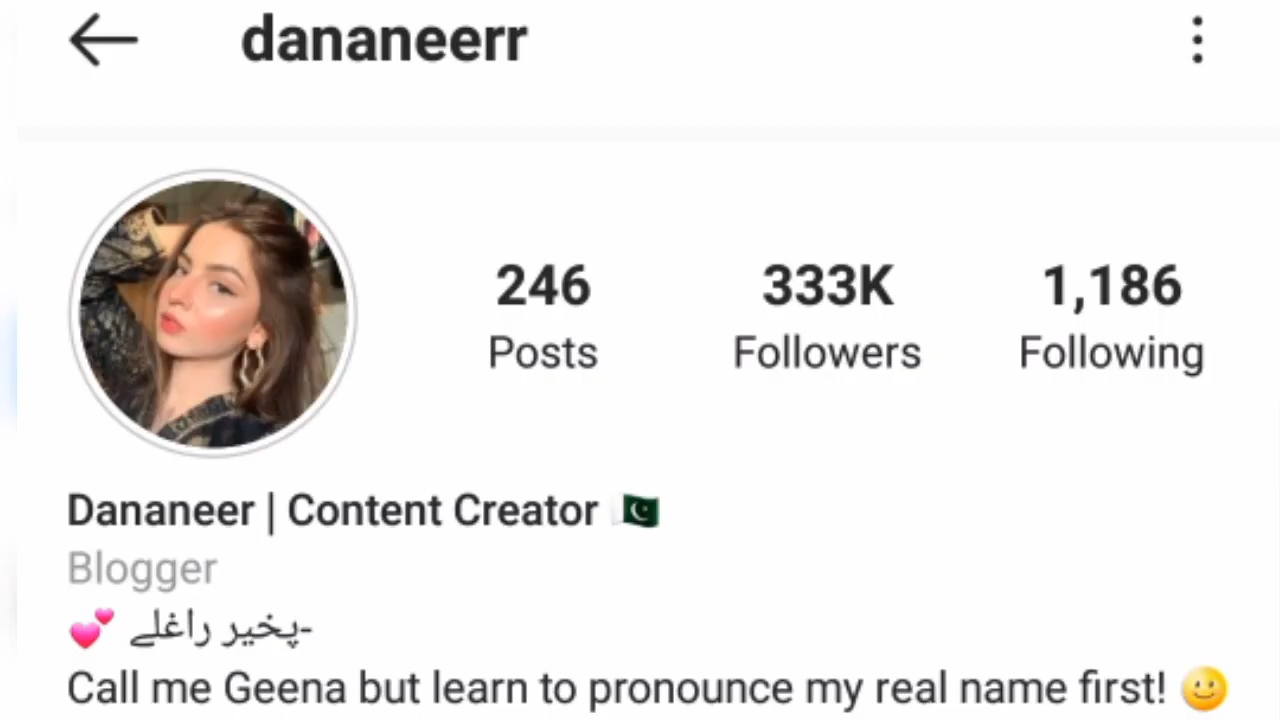 dananeerr
246 333K 1,186
Posts Followers Following
Dananeer | Content Creator 🇵🇰
Blogger
-پخیر راغلے 💕
Call me Geena but learn to pronounce my real name first! 🙂